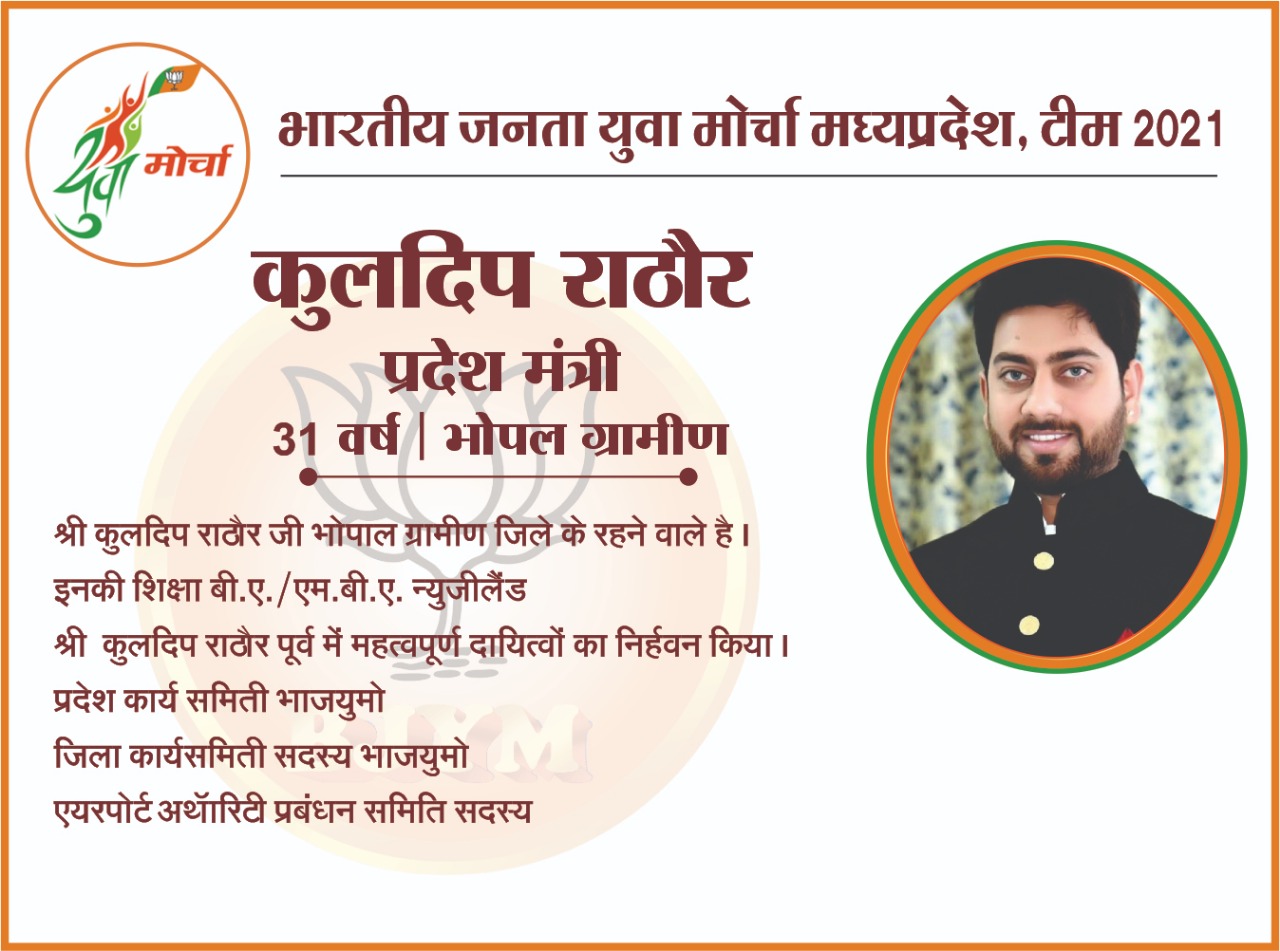 युवा मोर्चा
भारतीय जनता युवा मोर्चा मध्यप्रदेश, टीम 2021
कुलदिप राठौर
प्रदेश मंत्री
31 वर्ष | भोपल ग्रामीण
श्री कुलदिप राठौर जी भोपाल ग्रामीण जिले के रहने वाले है।
इनकी शिक्षा बी.ए./एम.बी.ए. न्युजीलैंड
श्री कुलदिप राठौर पूर्व में महत्वपूर्ण दायित्वों का निर्हवन किया।
प्रदेश कार्य समिती भाजयुमो
जिला कार्यसमिती सदस्य भाजयुमो
एयरपोर्ट अथॅारिटी प्रबंधन समिति सदस्य
BJYM